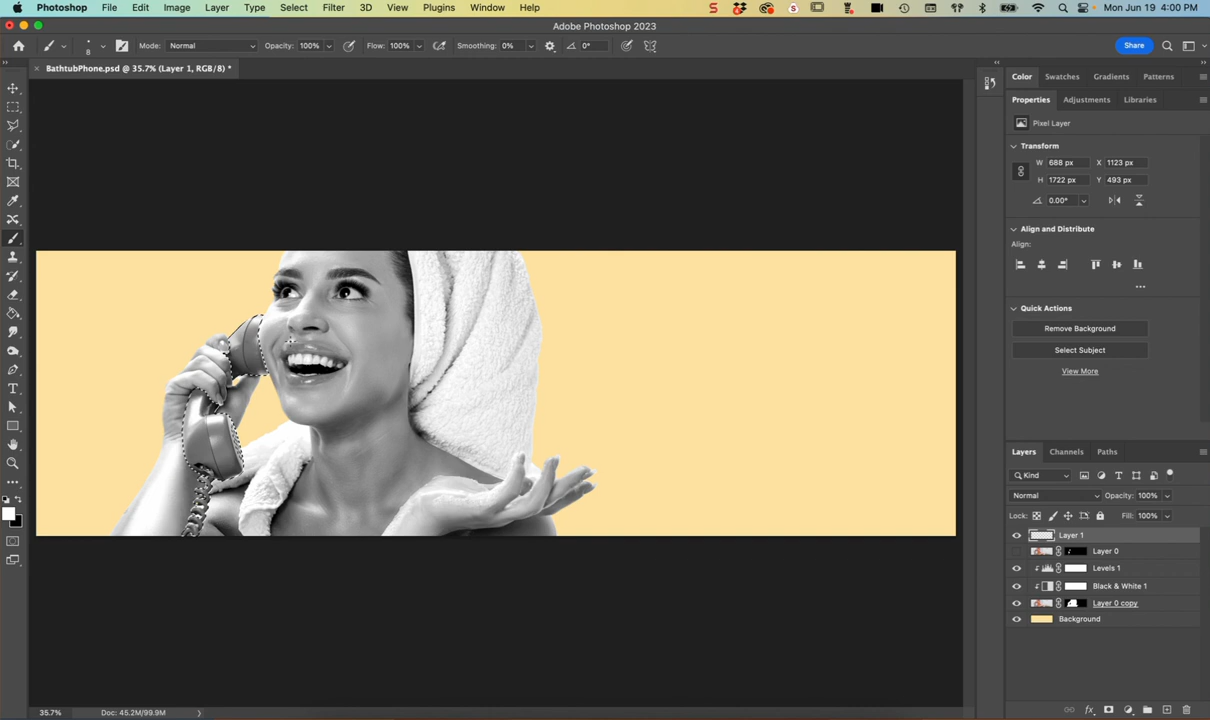 Photoshop File Edit Image Layer Type Select Filter 3D View Plugins Window Help
Mon Jun 19 4:00 PM
Adobe Photoshop 2023
8
Mode: Normal
Opacity: 100%
Flow: 100%
Smoothing: 0%
0°
Share
BathtubPhone.psd @ 35.7% (Layer 1, RGB/8) *
Color Swatches Gradients Patterns
Properties Adjustments Libraries
Pixel Layer
Transform
W 688 px X 1123 px
H 1722 px Y 493 px
0.00°
Align and Distribute
Align:
Quick Actions
Remove Background
Select Subject
View More
Layers Channels Paths
Kind
Normal Opacity: 100%
Lock: Fill: 100%
Layer 1
Layer 0
Levels 1
Black & White 1
Layer 0 copy
Background
fx
35.7% Doc: 45.2M/99.9M